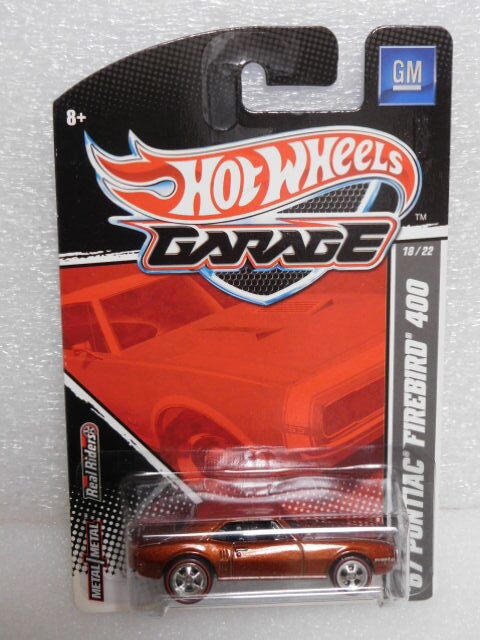 GM
8+
HOT WHEELS
TM
GARAGE
18/22
67 PONTIAC® FIREBIRD® 400
Real Riders
METAL/METAL